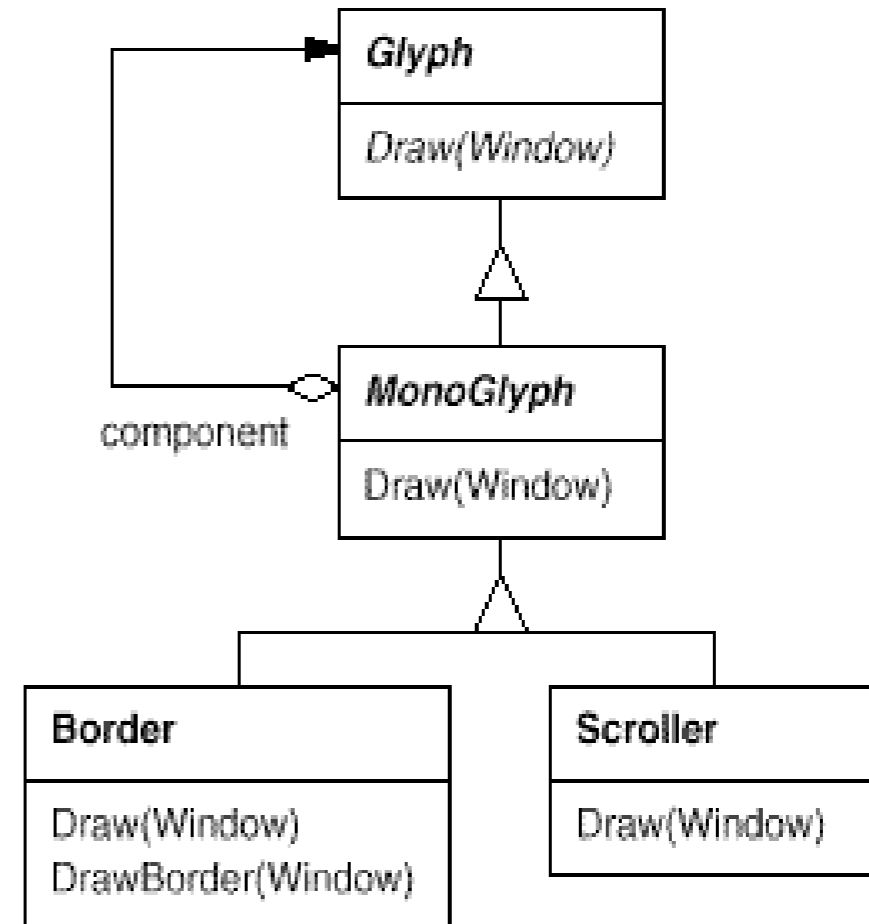 Glyph
Draw(Window)
MonoGlyph
component
Draw(Window)
Border
Draw(Window)
DrawBorder(Window)
Scroller
Draw(Window)